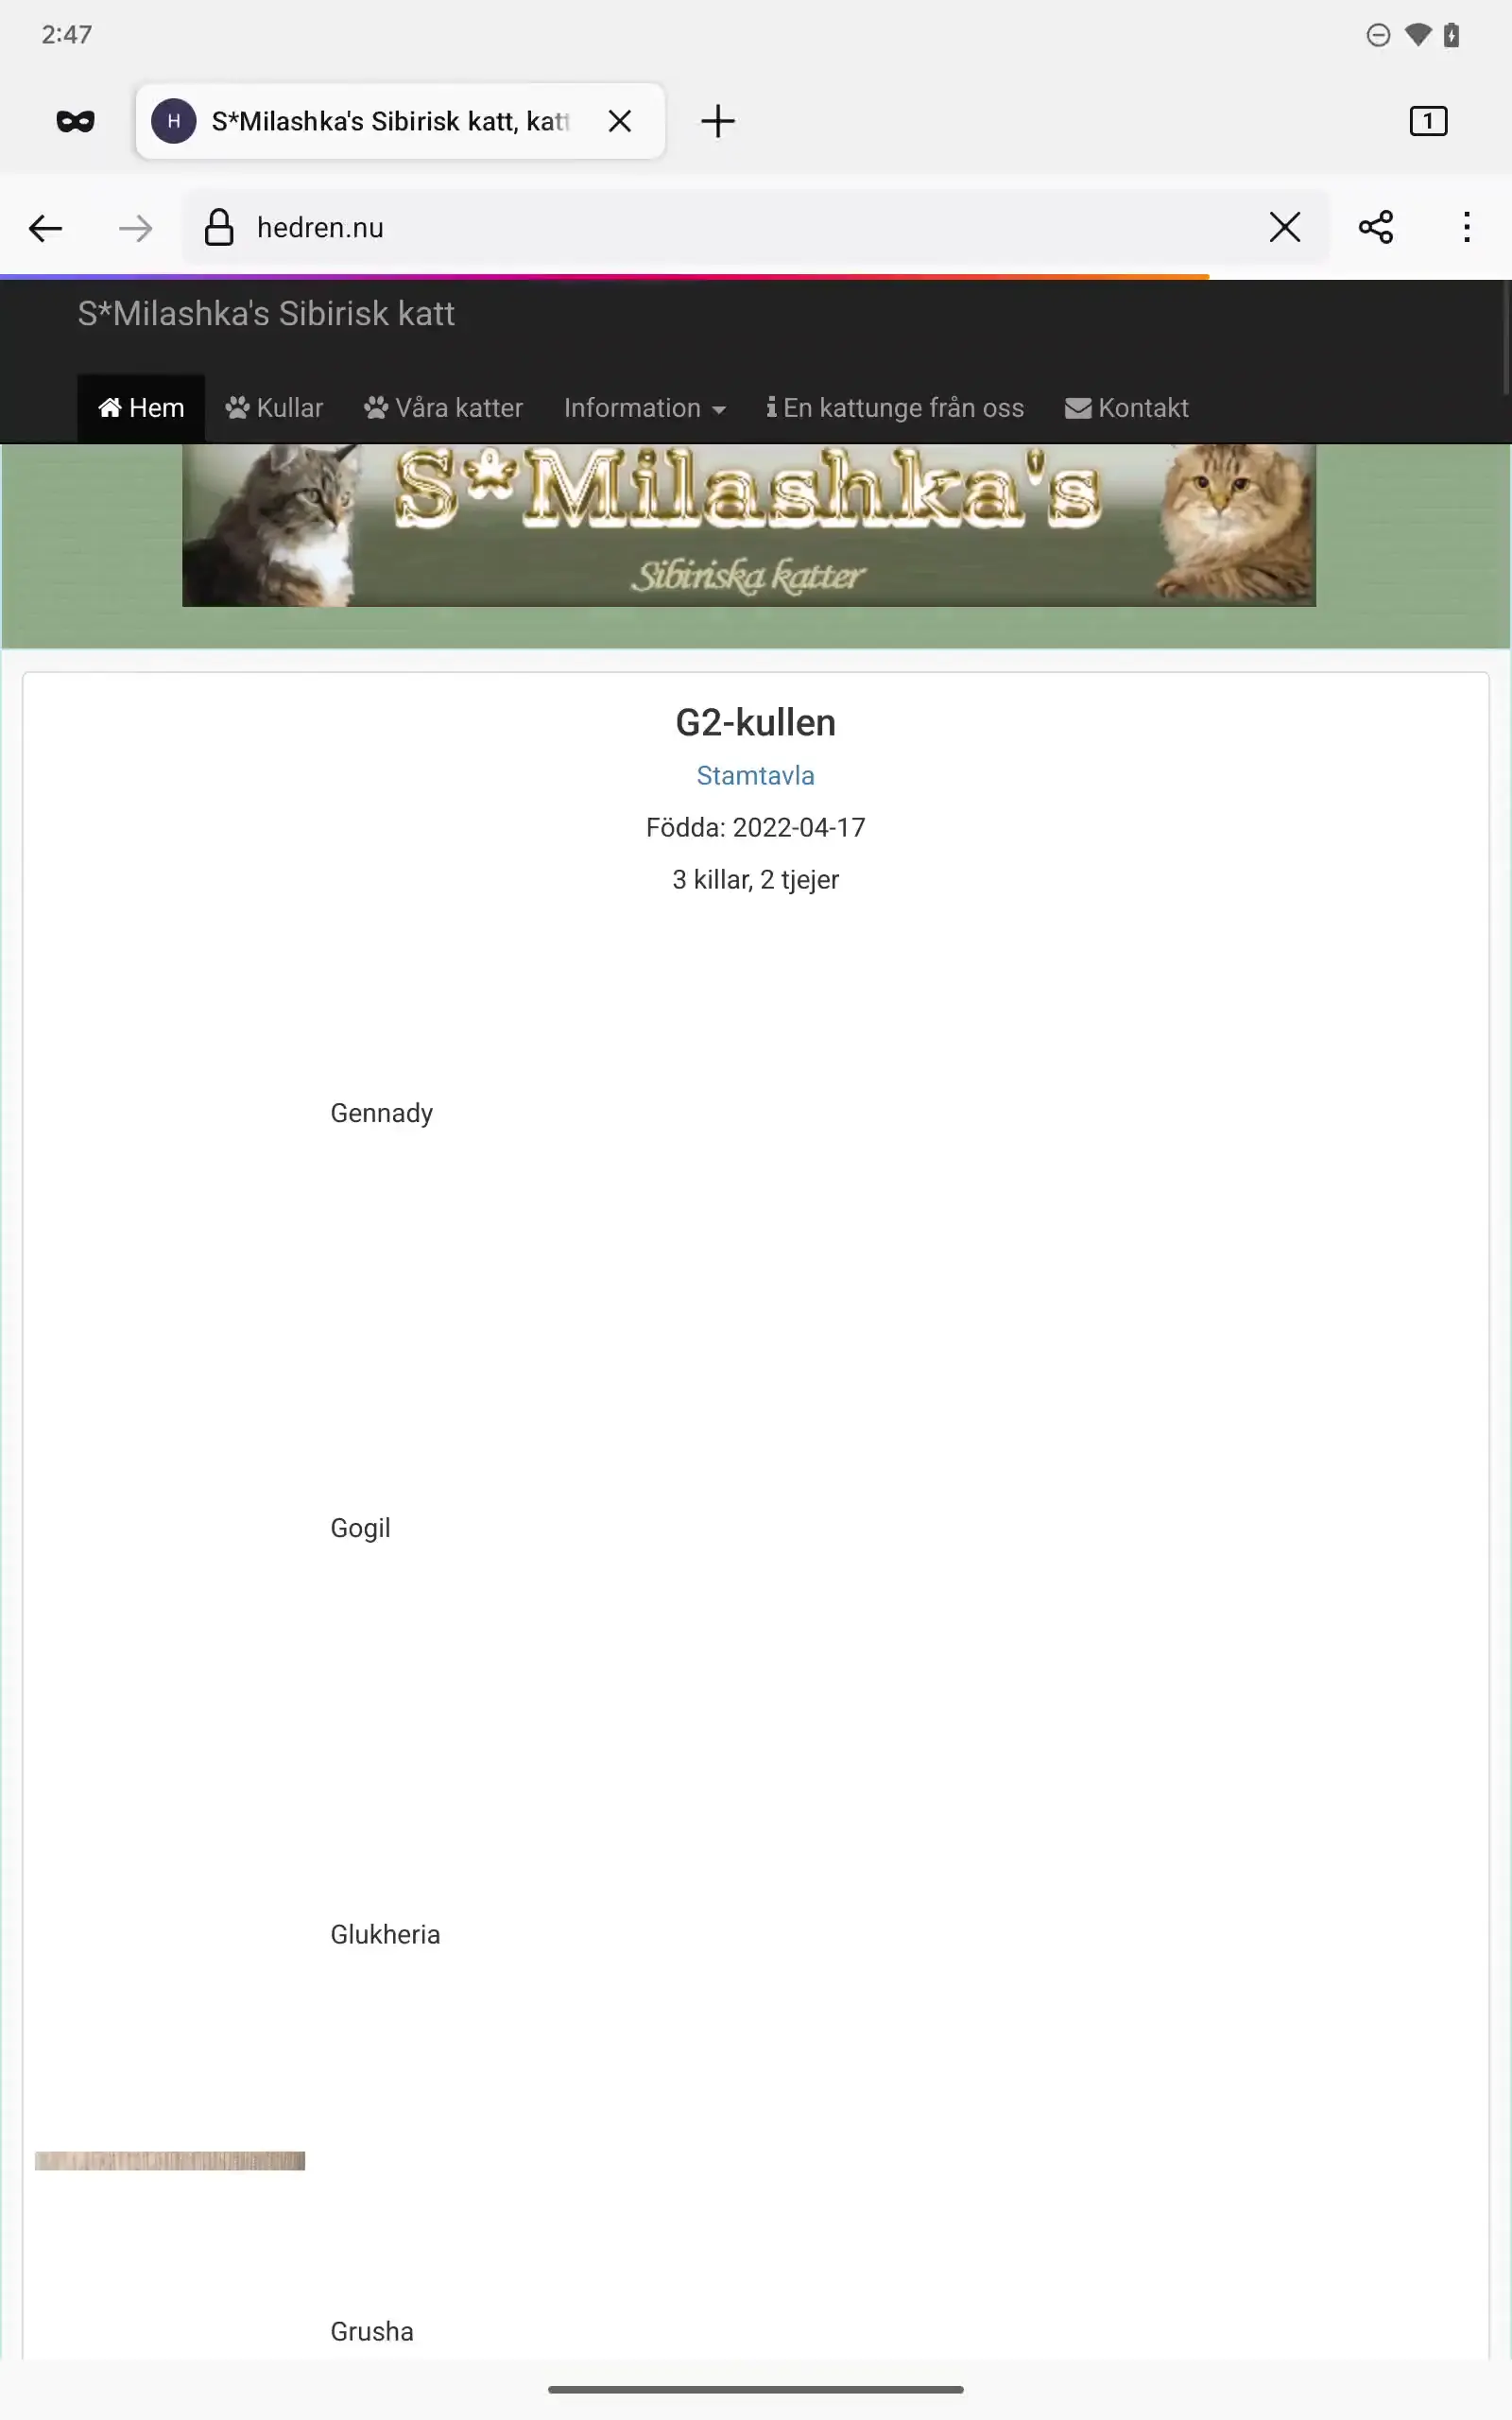 2:47
H S*Milashka's Sibirisk katt, katt
1
hedren.nu
S*Milashka's Sibirisk katt
Hem Kullar Våra katter Information En kattunge från oss Kontakt
S*Milashka's
Sibiriska katter
G2-kullen
Stamtavla
Födda: 2022-04-17
3 killar, 2 tjejer
Gennady
Gogil
Glukheria
Grusha